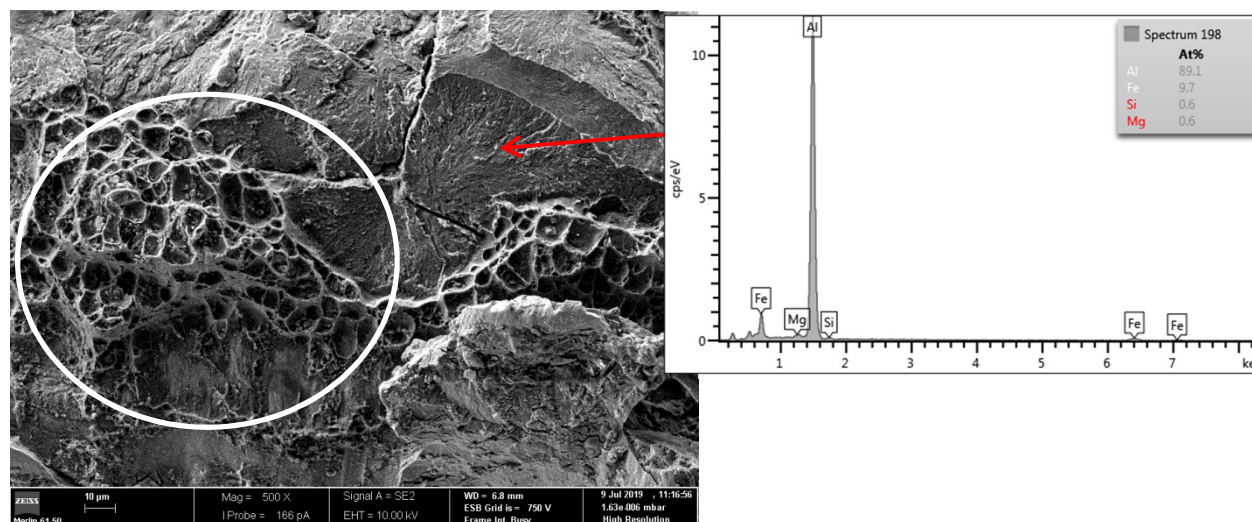 Spectrum 198
At%
Al 89.1
Fe 9.7
Si 0.6
Mg 0.6
Al
10
cps/eV
5
Fe
Mg
Si
Fe
Fe
0
1 2 3 4 5 6 7 ke
ZEISS
Merlin 61.50
10 µm
Mag = 500 X
I Probe = 166 pA
Signal A = SE2
EHT = 10.00 kV
WD = 6.8 mm
ESB Grid is = 750 V
Frame Int. Busy
9 Jul 2019 , 11:16:56
1.63e-006 mbar
High Resolution